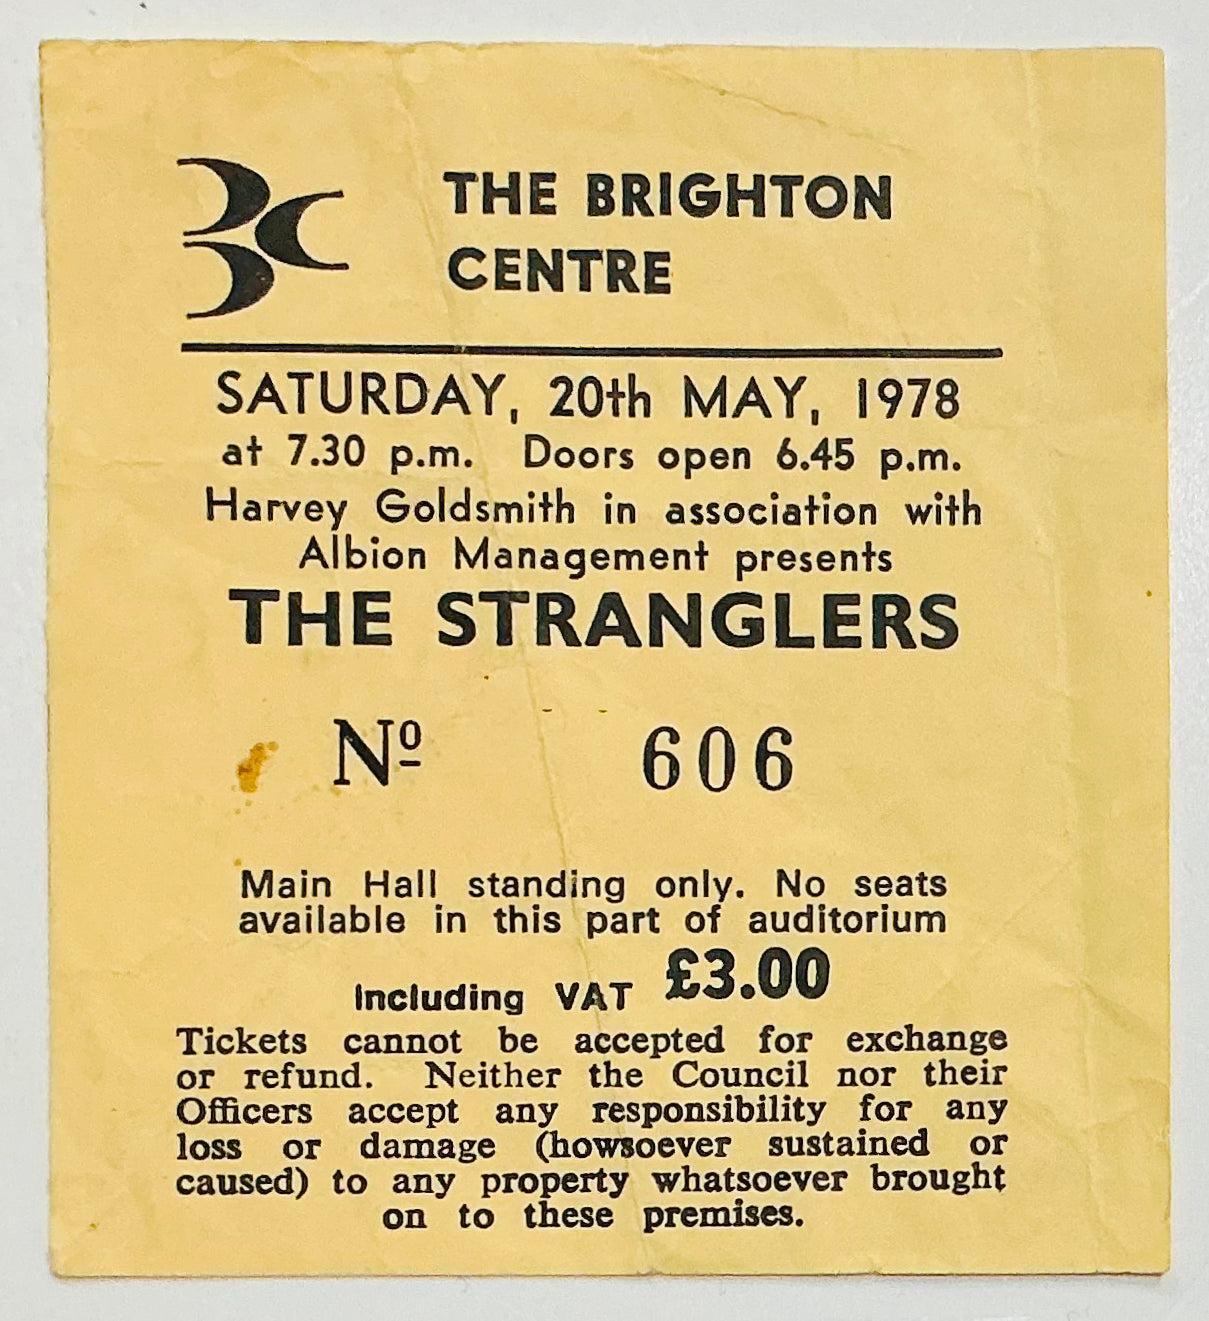 BC
THE BRIGHTON
CENTRE
SATURDAY, 20th MAY, 1978
at 7.30 p.m. Doors open 6.45 p.m.
Harvey Goldsmith in association with
Albion Management presents
THE STRANGLERS
Nº 606
Main Hall standing only. No seats
available in this part of auditorium
Including VAT £3.00
Tickets cannot be accepted for exchange
or refund. Neither the Council nor their
Officers accept any responsibility for any
loss or damage (howsoever sustained or
caused) to any property whatsoever brought
on to these premises.